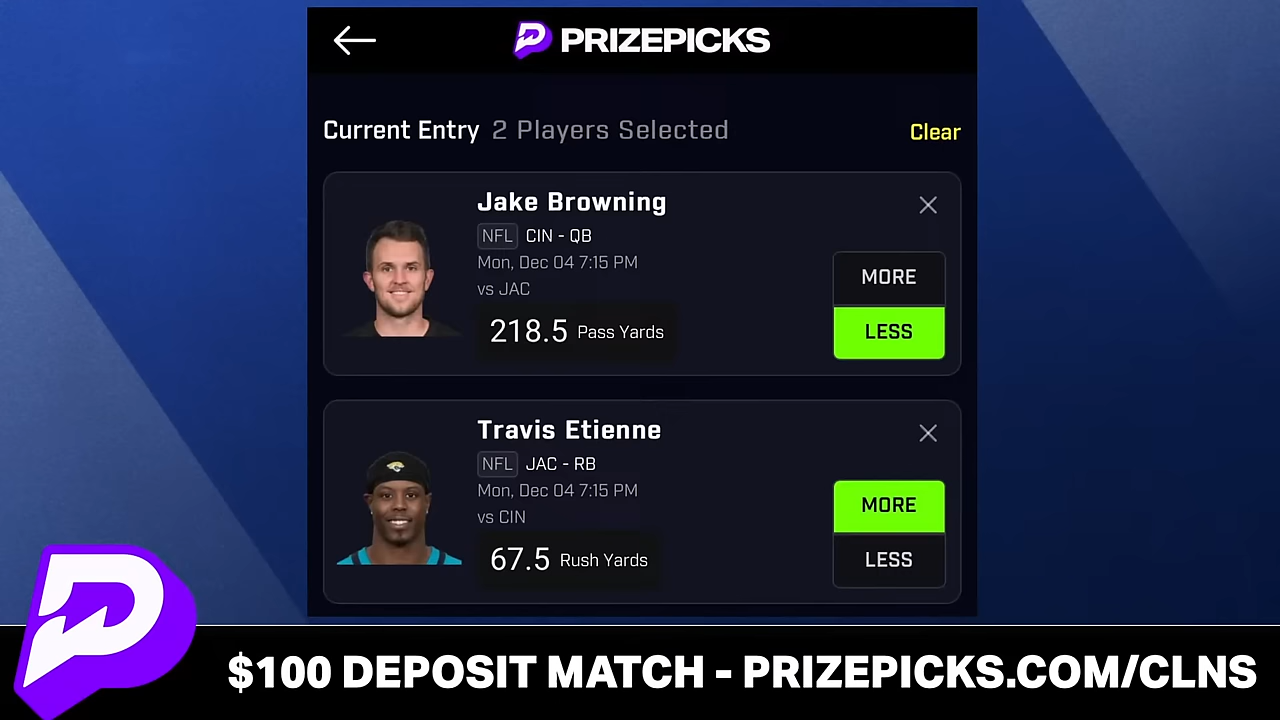 PRIZEPICKS
Current Entry 2 Players Selected Clear
Jake Browning
NFL CIN - QB
Mon, Dec 04 7:15 PM
vs JAC
218.5 Pass Yards
MORE
LESS
Travis Etienne
NFL JAC - RB
Mon, Dec 04 7:15 PM
vs CIN
67.5 Rush Yards
MORE
LESS
$100 DEPOSIT MATCH - PRIZEPICKS.COM/CLNS